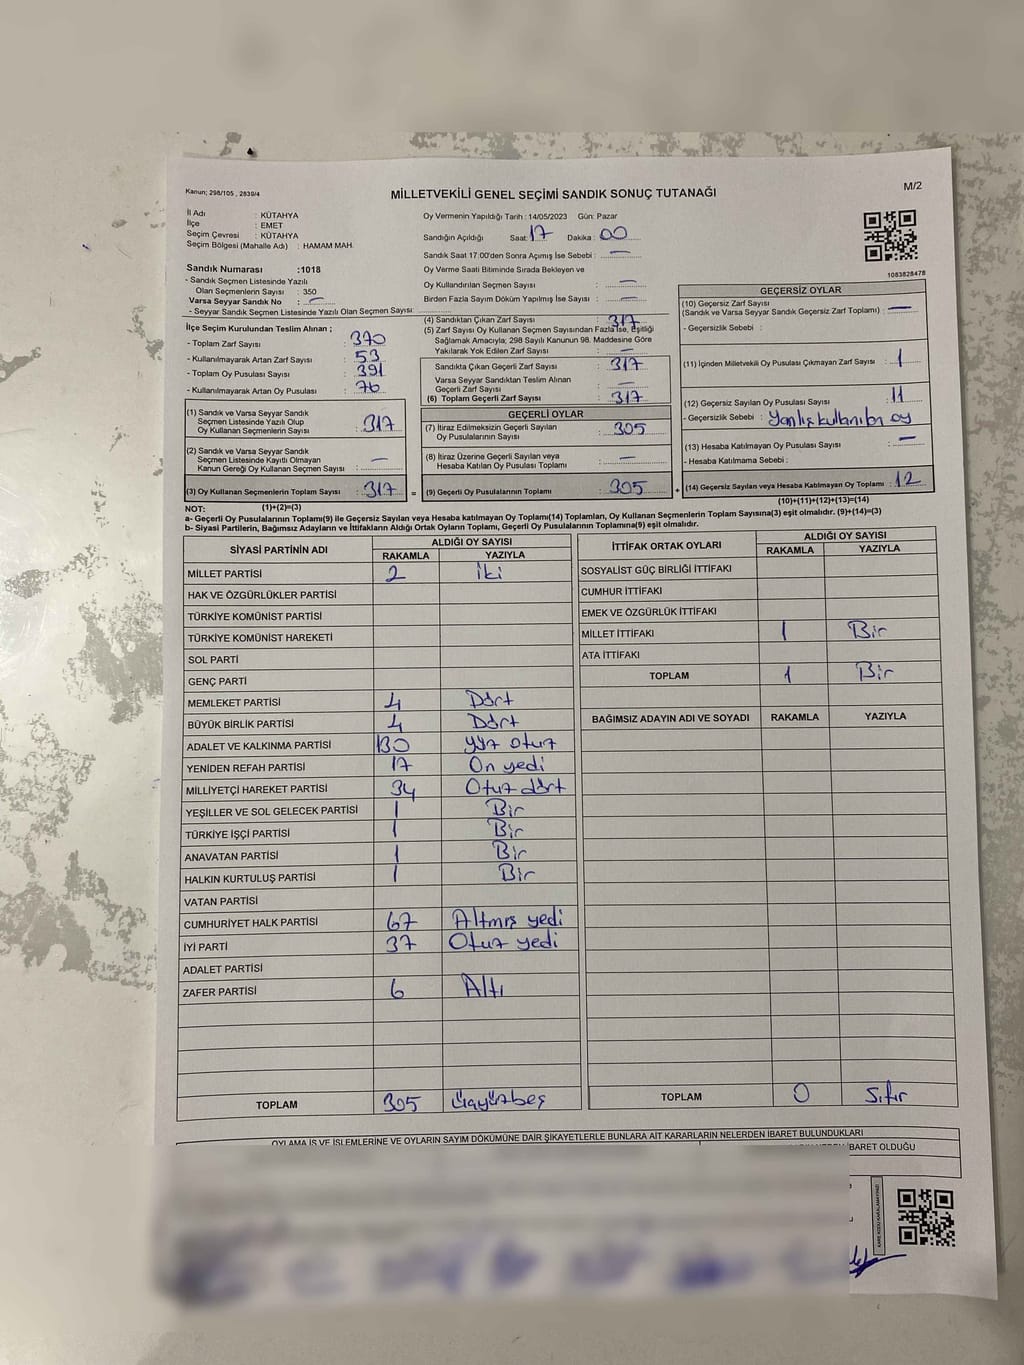 Kanun; 298/105 , 2839/4
MİLLETVEKİLİ GENEL SEÇİMİ SANDIK SONUÇ TUTANAĞI
M/2
İl Adı : KÜTAHYA
İlçe : EMET
Seçim Çevresi : KÜTAHYA
Seçim Bölgesi (Mahalle Adı) : HAMAM MAH.
Oy Vermenin Yapıldığı Tarih : 14/05/2023 Gün: Pazar
Sandığın Açıldığı Saat: 17 Dakika: 00
Sandık Saat 17:00'den Sonra Açımış İse Sebebi : —
Oy Verme Saati Bitiminde Sırada Bekleyen ve
Oy Kullandırılan Seçmen Sayısı : —
Birden Fazla Sayım Döküm Yapılmış İse Sayısı : —
1083828478
Sandık Numarası :1018
- Sandık Seçmen Listesinde Yazılı
Olan Seçmenlerin Sayısı : 350
Varsa Seyyar Sandık No : —
- Seyyar Sandık Seçmen Listesinde Yazılı Olan Seçmen Sayısı:
İlçe Seçim Kurulundan Teslim Alınan ;
- Toplam Zarf Sayısı : 370
- Kullanılmayarak Artan Zarf Sayısı : 53
- Toplam Oy Pusulası Sayısı : 391
- Kullanılmayarak Artan Oy Pusulası : 76
(1) Sandık ve Varsa Seyyar Sandık
Seçmen Listesinde Yazılı Olup
Oy Kullanan Seçmenlerin Sayısı : 317
(2) Sandık ve Varsa Seyyar Sandık
Seçmen Listesinde Kayıtlı Olmayan
Kanun Gereği Oy Kullanan Seçmen Sayısı : —
(3) Oy Kullanan Seçmenlerin Toplam Sayısı : 317 =
(4) Sandıktan Çıkan Zarf Sayısı : 317
(5) Zarf Sayısı Oy Kullanan Seçmen Sayısından Fazla İse, Eşitliği
Sağlamak Amacıyla; 298 Sayılı Kanunun 98. Maddesine Göre
Yakılarak Yok Edilen Zarf Sayısı : —
Sandıkta Çıkan Geçerli Zarf Sayısı : 317
Varsa Seyyar Sandıktan Teslim Alınan
Geçerli Zarf Sayısı : —
(6) Toplam Geçerli Zarf Sayısı : 317
GEÇERLİ OYLAR
(7) İtiraz Edilmeksizin Geçerli Sayılan
Oy Pusulalarının Sayısı : 305
(8) İtiraz Üzerine Geçerli Sayılan veya
Hesaba Katılan Oy Pusulası Toplamı : —
(9) Geçerli Oy Pusulalarının Toplamı : 305 +
GEÇERSİZ OYLAR
(10) Geçersiz Zarf Sayısı
(Sandık ve Varsa Seyyar Sandık Geçersiz Zarf Toplamı) : —
- Geçersizlik Sebebi :
(11) İçinden Milletvekili Oy Pusulası Çıkmayan Zarf Sayısı : 1
(12) Geçersiz Sayılan Oy Pusulası Sayısı : 11
- Geçersizlik Sebebi : Yanlış kullanılan oy
(13) Hesaba Katılmayan Oy Pusulası Sayısı : —
- Hesaba Katılmama Sebebi :
(14) Geçersiz Sayılan veya Hesaba Katılmayan Oy Toplamı : 12
NOT: (1)+(2)=(3)
(10)+(11)+(12)+(13)=(14)
a- Geçerli Oy Pusulalarının Toplamı(9) ile Geçersiz Sayılan veya Hesaba katılmayan Oy Toplamı(14) Toplamları, Oy Kullanan Seçmenlerin Toplam Sayısına(3) eşit olmalıdır. (9)+(14)=(3)
b- Siyasi Partilerin, Bağımsız Adayların ve İttifakların Aldığı Ortak Oyların Toplamı, Geçerli Oy Pusulalarının Toplamına(9) eşit olmalıdır.
SİYASİ PARTİNİN ADI
ALDIĞI OY SAYISI
RAKAMLA YAZIYLA
MİLLET PARTİSİ 2 iki
HAK VE ÖZGÜRLÜKLER PARTİSİ
TÜRKİYE KOMÜNİST PARTİSİ
TÜRKİYE KOMÜNİST HAREKETİ
SOL PARTİ
GENÇ PARTİ
MEMLEKET PARTİSİ 4 Dört
BÜYÜK BİRLİK PARTİSİ 4 Dört
ADALET VE KALKINMA PARTİSİ 130 yüz otuz
YENİDEN REFAH PARTİSİ 17 On yedi
MİLLİYETÇİ HAREKET PARTİSİ 34 Otuz dört
YEŞİLLER VE SOL GELECEK PARTİSİ 1 Bir
TÜRKİYE İŞÇİ PARTİSİ 1 Bir
ANAVATAN PARTİSİ 1 Bir
HALKIN KURTULUŞ PARTİSİ 1 Bir
VATAN PARTİSİ
CUMHURİYET HALK PARTİSİ 67 Altmış yedi
İYİ PARTİ 37 Otuz yedi
ADALET PARTİSİ
ZAFER PARTİSİ 6 Altı
TOPLAM 305 üçyüzbeş
İTTİFAK ORTAK OYLARI
ALDIĞI OY SAYISI
RAKAMLA YAZIYLA
SOSYALİST GÜÇ BİRLİĞİ İTTİFAKI
CUMHUR İTTİFAKI
EMEK VE ÖZGÜRLÜK İTTİFAKI
MİLLET İTTİFAKI 1 Bir
ATA İTTİFAKI
TOPLAM 1 Bir
BAĞIMSIZ ADAYIN ADI VE SOYADI RAKAMLA YAZIYLA
TOPLAM 0 Sıfır
OYLAMA İŞ VE İŞLEMLERİNE VE OYLARIN SAYIM DÖKÜMÜNE DAİR ŞİKAYETLERLE BUNLARA AİT KARARLARIN NELERDEN İBARET BULUNDUKLARI
İBARET OLDUĞU